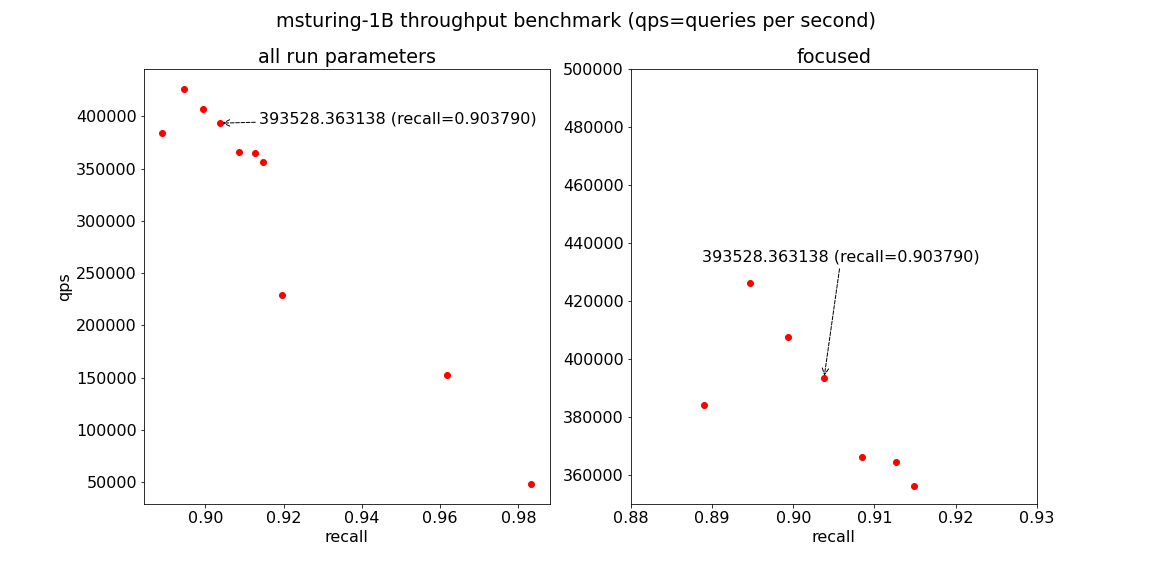 msturing-1B throughput benchmark (qps=queries per second)
all run parameters
400000
350000
300000
250000
200000
150000
100000
50000
qps
393528.363138 (recall=0.903790)
0.90 0.92 0.94 0.96 0.98
recall
focused
500000
480000
460000
440000
420000
400000
380000
360000
393528.363138 (recall=0.903790)
0.88 0.89 0.90 0.91 0.92 0.93
recall